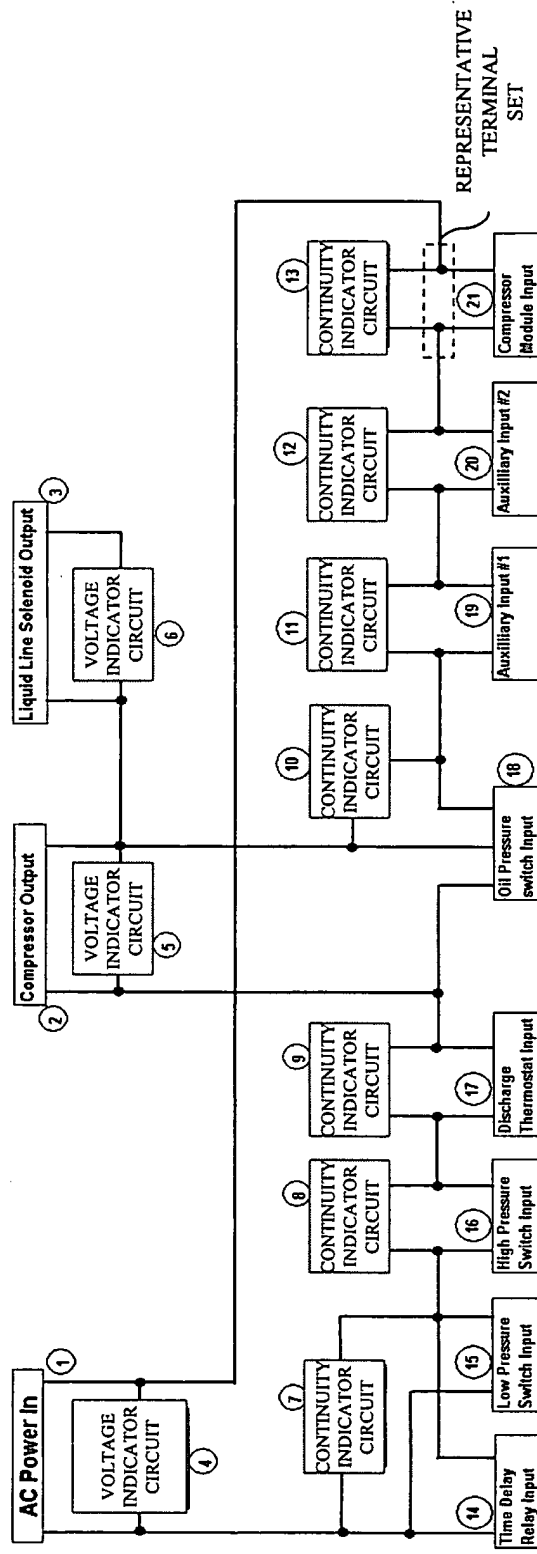 AC Power In
1
VOLTAGE
INDICATOR
CIRCUIT
4
Compressor Output
2
VOLTAGE
INDICATOR
CIRCUIT
5
Liquid Line Solenoid Output
3
VOLTAGE
INDICATOR
CIRCUIT
6
CONTINUITY
INDICATOR
CIRCUIT
7
CONTINUITY
INDICATOR
CIRCUIT
8
CONTINUITY
INDICATOR
CIRCUIT
9
CONTINUITY
INDICATOR
CIRCUIT
10
CONTINUITY
INDICATOR
CIRCUIT
11
CONTINUITY
INDICATOR
CIRCUIT
12
CONTINUITY
INDICATOR
CIRCUIT
13
REPRESENTATIVE
TERMINAL
SET
14
Time Delay
Relay Input
15
Low Pressure
Switch Input
16
High Pressure
Switch Input
17
Discharge
Thermostat Input
18
Oil Pressure
switch Input
19
Auxilliary Input #1
20
Auxilliary Input #2
21
Compressor
Module Input